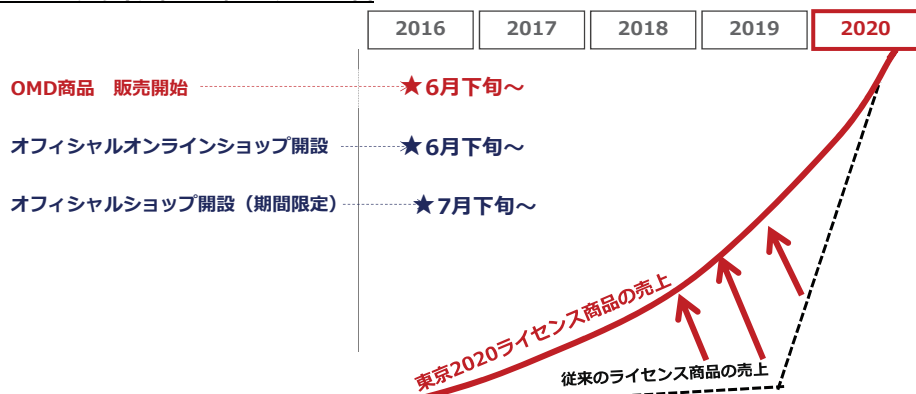 2016 2017 2018 2019 2020
OMD商品 販売開始 ★6月下旬～
オフィシャルオンラインショップ開設 ★6月下旬～
オフィシャルショップ開設（期間限定） ★7月下旬～
東京2020ライセンス商品の売上
従来のライセンス商品の売上